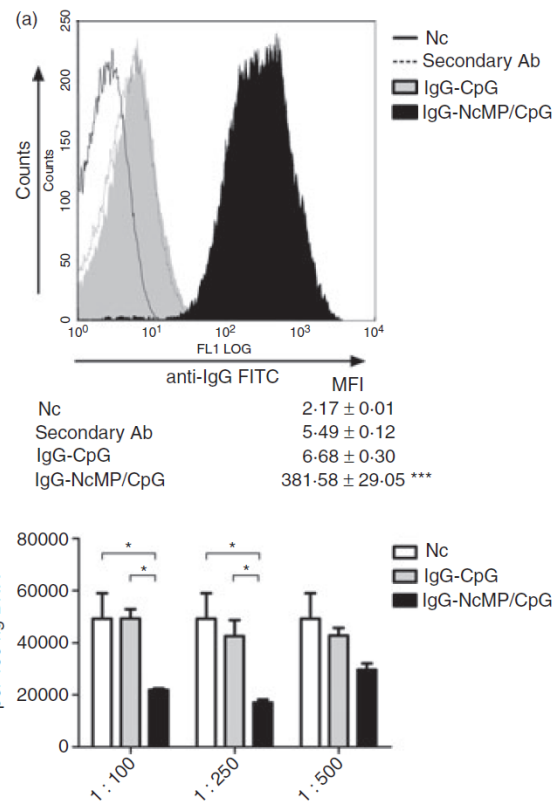 (a)
250
200
150
100
50
0
Counts
Counts
10⁰ 10¹ 10² 10³ 10⁴
FL1 LOG
anti-IgG FITC
Nc
Secondary Ab
IgG-CpG
IgG-NcMP/CpG
MFI
Nc 2·17 ± 0·01
Secondary Ab 5·49 ± 0·12
IgG-CpG 6·68 ± 0·30
IgG-NcMP/CpG 381·58 ± 29·05 ***
80000
60000
40000
20000
0
* *
* *
Nc
IgG-CpG
IgG-NcMP/CpG
1 : 100 1 : 250 1 : 500